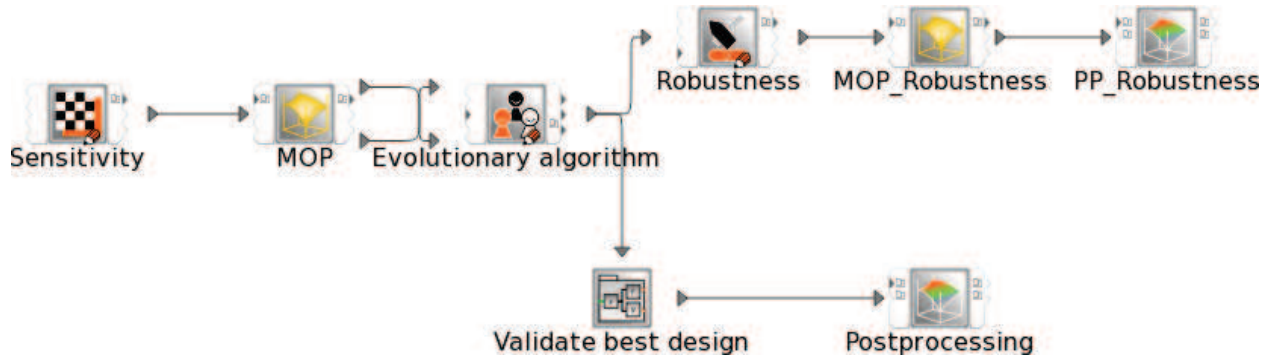 Robustness
MOP_Robustness
PP_Robustness
Sensitivity
MOP
Evolutionary algorithm
Validate best design
Postprocessing